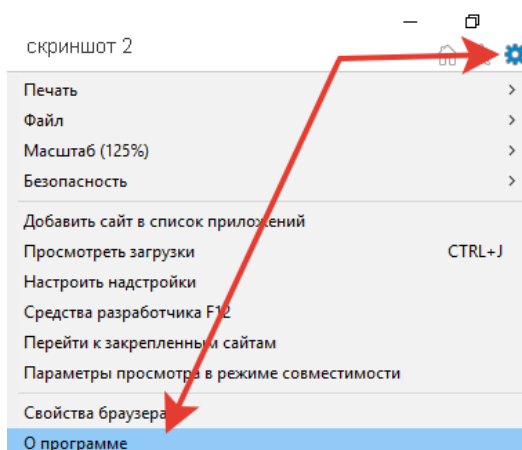 скриншот 2
Печать
Файл
Масштаб (125%)
Безопасность
Добавить сайт в список приложений
Просмотреть загрузки CTRL+J
Настроить надстройки
Средства разработчика F12
Перейти к закрепленным сайтам
Параметры просмотра в режиме совместимости
Свойства браузера
О программе